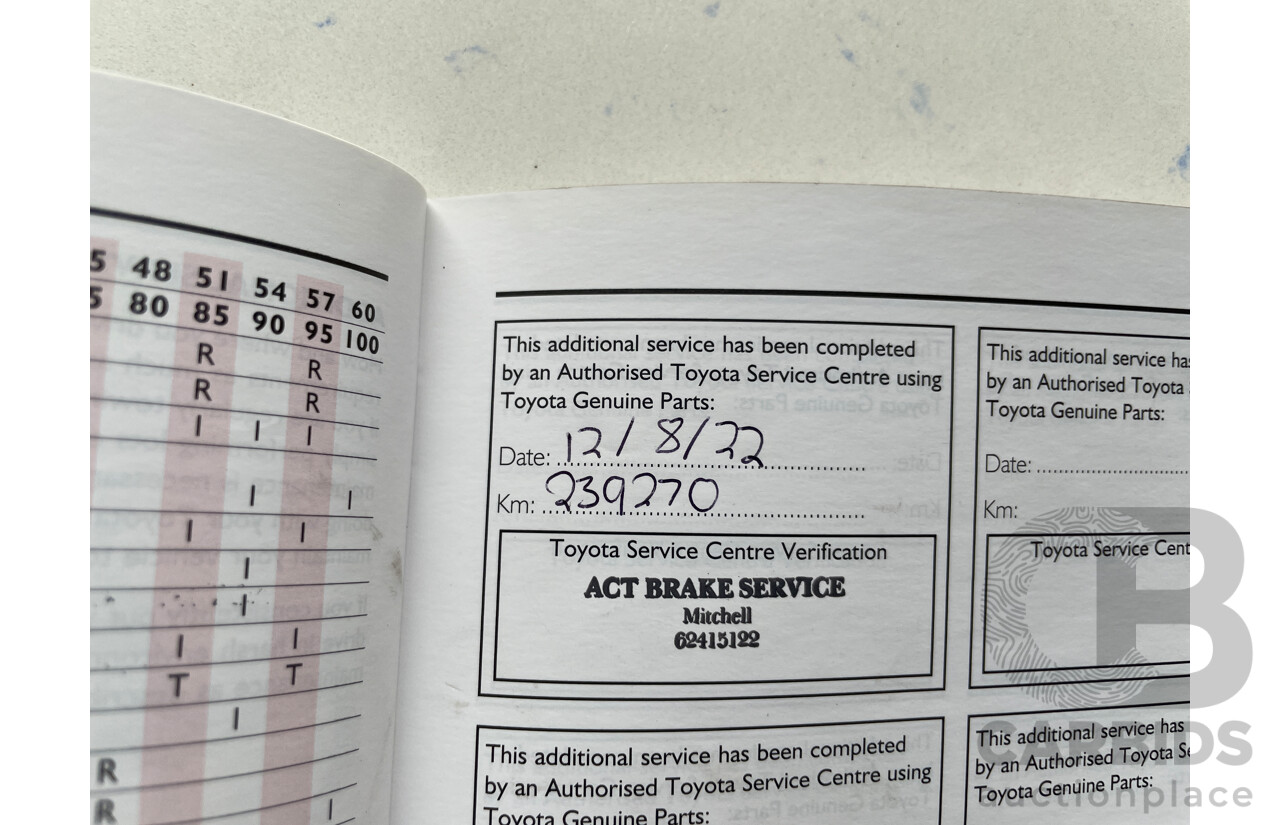 5 48 51 54 57 60
5 80 85 90 95 100
R R
R R
I I I
I I
I I
I
I
I I
T T
I
R
R I
This additional service has been completed
by an Authorised Toyota Service Centre using
Toyota Genuine Parts:
Date: 12/8/22
Km: 239270
Toyota Service Centre Verification
ACT BRAKE SERVICE
Mitchell
62415122
This additional service has
by an Authorised Toyota
Toyota Genuine Parts:
Date:
Km:
Toyota Service Cent
This additional service has been completed
by an Authorised Toyota Service Centre using
Toyota Genuine Parts:
This additional service has
by an Authorised Toyota Se
Toyota Genuine Parts:
CARBIDS
auctionplace